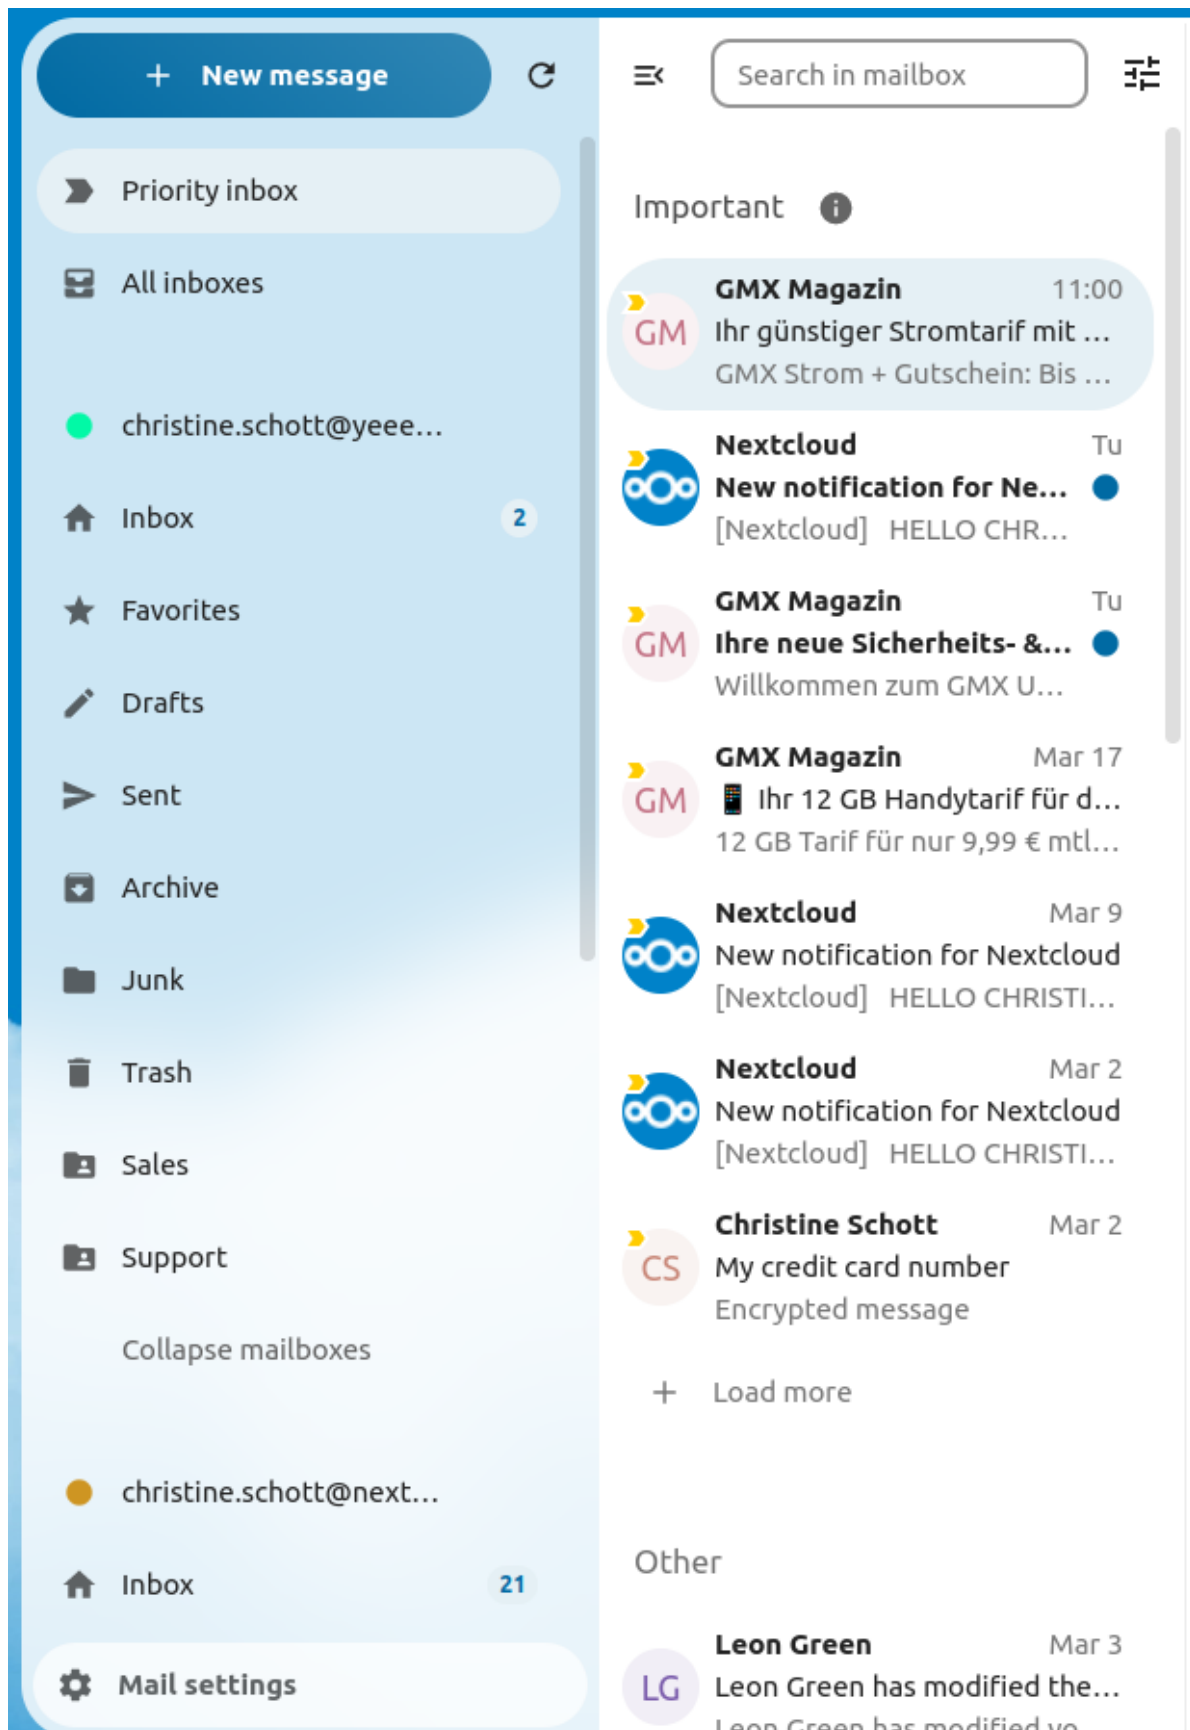 New message
Priority inbox
All inboxes
christine.schott@yeee...
Inbox 2
Favorites
Drafts
Sent
Archive
Junk
Trash
Sales
Support
Collapse mailboxes
christine.schott@next...
Inbox 21
Mail settings
Search in mailbox
Important
GMX Magazin 11:00
GM
Ihr günstiger Stromtarif mit ...
GMX Strom + Gutschein: Bis ...
Nextcloud Tu
New notification for Ne...
[Nextcloud] HELLO CHR...
GMX Magazin Tu
GM
Ihre neue Sicherheits- &...
Willkommen zum GMX U...
GMX Magazin Mar 17
GM
📱 Ihr 12 GB Handytarif für d...
12 GB Tarif für nur 9,99 € mtl...
Nextcloud Mar 9
New notification for Nextcloud
[Nextcloud] HELLO CHRISTI...
Nextcloud Mar 2
New notification for Nextcloud
[Nextcloud] HELLO CHRISTI...
Christine Schott Mar 2
CS
My credit card number
Encrypted message
+ Load more
Other
Leon Green Mar 3
LG
Leon Green has modified the...
Leon Green has modified yo